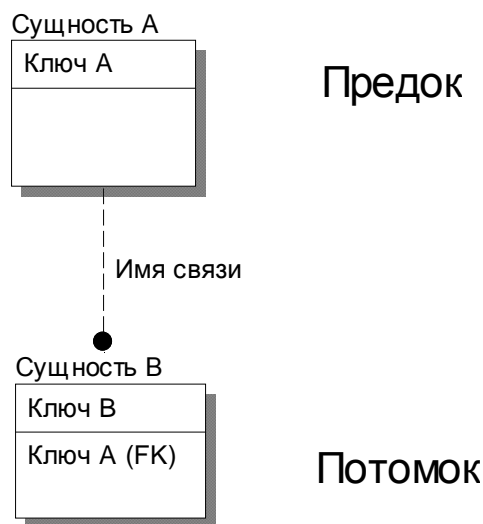 Сущность A
Ключ A
Предок
Имя связи
Сущность B
Ключ B
Ключ A (FK)
Потомок